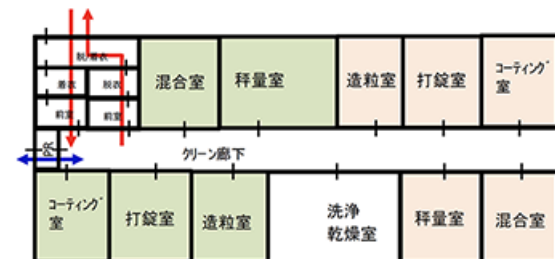 脱/着衣
着衣
脱衣
前室
前室
混合室
秤量室
造粒室
打錠室
コーティング
室
PR
クリーン廊下
コーティング
室
打錠室
造粒室
洗浄
乾燥室
秤量室
混合室